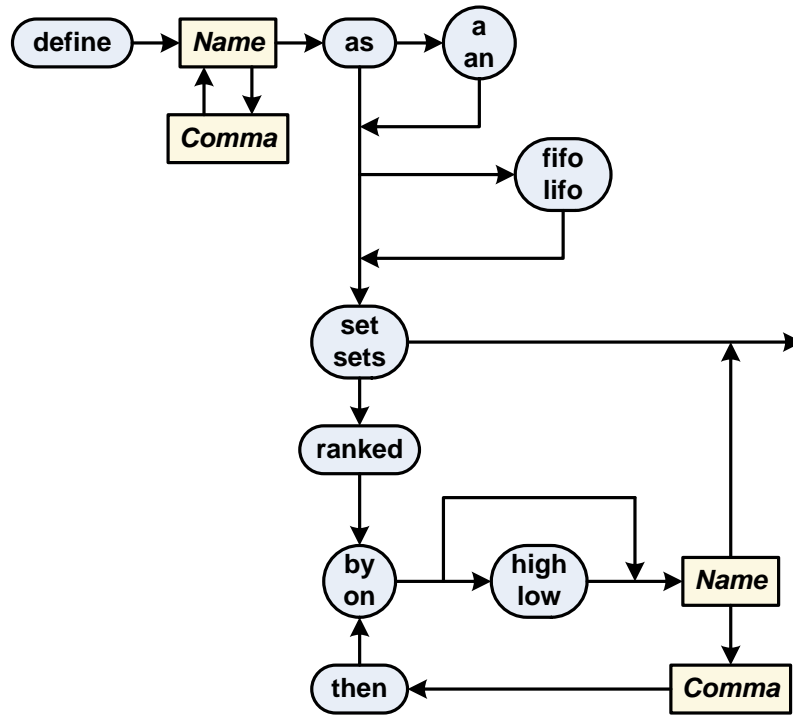 define
Name
as
a
an
Comma
fifo
lifo
set
sets
ranked
by
on
high
low
Name
then
Comma